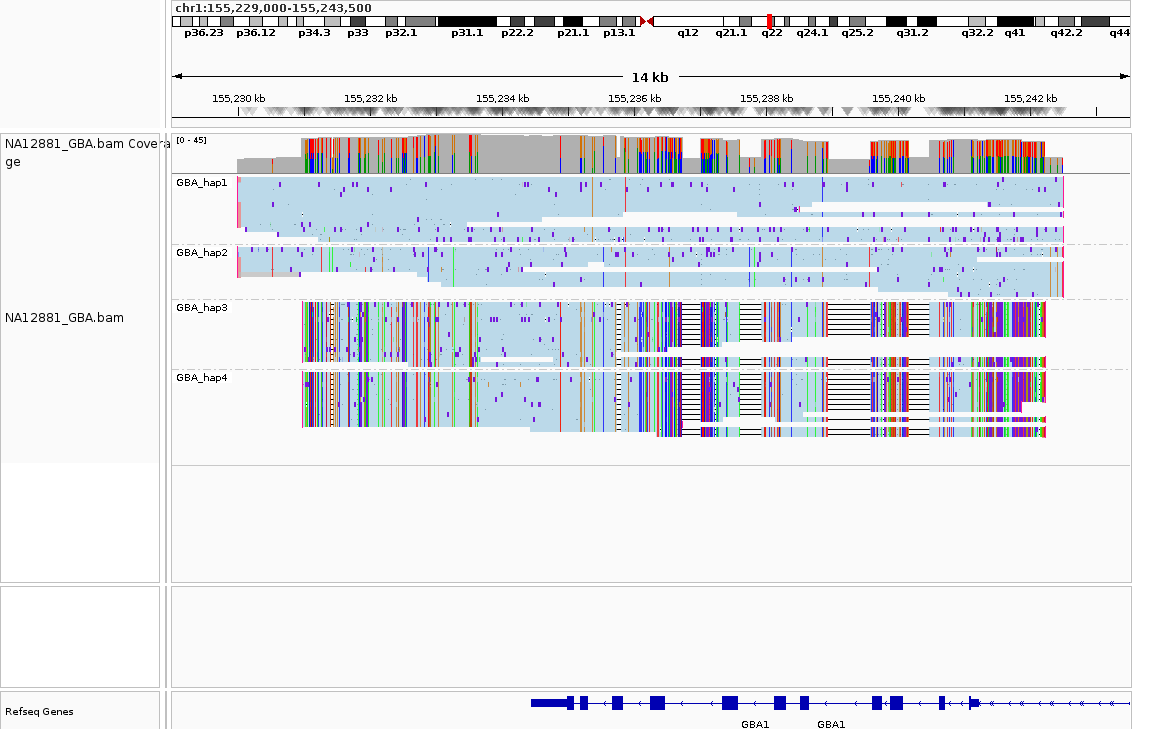 chr1:155,229,000-155,243,500
p36.23 p36.12 p34.3 p33 p32.1 p31.1 p22.2 p21.1 p13.1 q12 q21.1 q22 q24.1 q25.2 q31.2 q32.2 q41 q42.2 q44
14 kb
155,230 kb 155,232 kb 155,234 kb 155,236 kb 155,238 kb 155,240 kb 155,242 kb
NA12881_GBA.bam Covera
ge
[0 - 45]
GBA_hap1
GBA_hap2
GBA_hap3
NA12881_GBA.bam
GBA_hap4
Refseq Genes
GBA1 GBA1